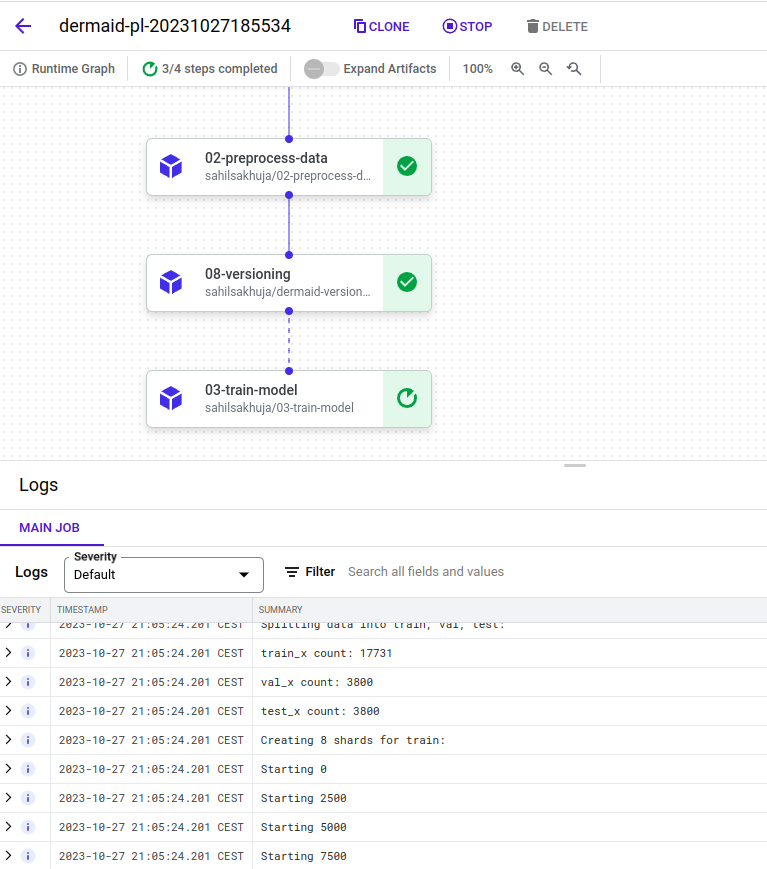 dermaid-pl-20231027185534 CLONE STOP DELETE
Runtime Graph 3/4 steps completed Expand Artifacts 100%
02-preprocess-data
sahilsakhuja/02-preprocess-d...
08-versioning
sahilsakhuja/dermaid-version...
03-train-model
sahilsakhuja/03-train-model
Logs
MAIN JOB
Logs Severity Default Filter Search all fields and values
SEVERITY TIMESTAMP SUMMARY
2023-10-27 21:05:24.201 CEST Splitting data into train, val, test:
2023-10-27 21:05:24.201 CEST train_x count: 17731
2023-10-27 21:05:24.201 CEST val_x count: 3800
2023-10-27 21:05:24.201 CEST test_x count: 3800
2023-10-27 21:05:24.201 CEST Creating 8 shards for train:
2023-10-27 21:05:24.201 CEST Starting 0
2023-10-27 21:05:24.201 CEST Starting 2500
2023-10-27 21:05:24.201 CEST Starting 5000
2023-10-27 21:05:24.201 CEST Starting 7500